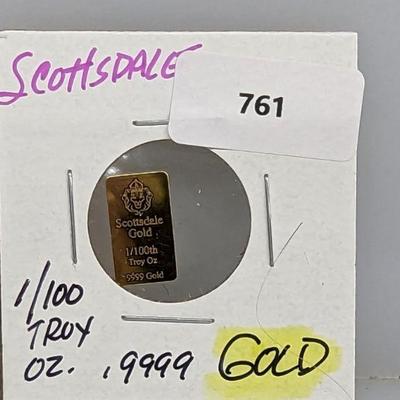 SCOTTSDALE
761
Scottsdale
Gold
1/100th
Troy Oz
9999 Gold
1/100
TROY
OZ. .9999 GOLD